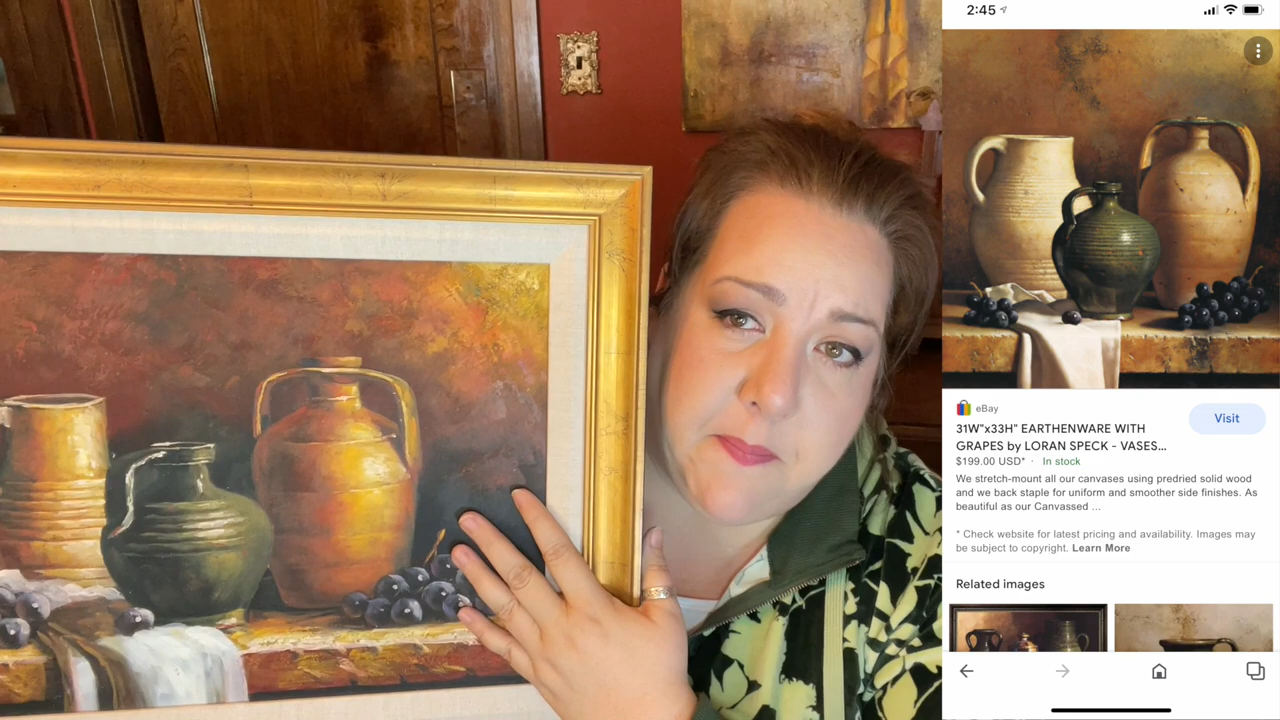 2:45
eBay
31W"x33H" EARTHENWARE WITH
GRAPES by LORAN SPECK - VASES...
$199.00 USD* · In stock
Visit
We stretch-mount all our canvases using predried solid wood
and we back staple for uniform and smoother side finishes. As
beautiful as our Canvassed ...
* Check website for latest pricing and availability. Images may
be subject to copyright. Learn More
Related images